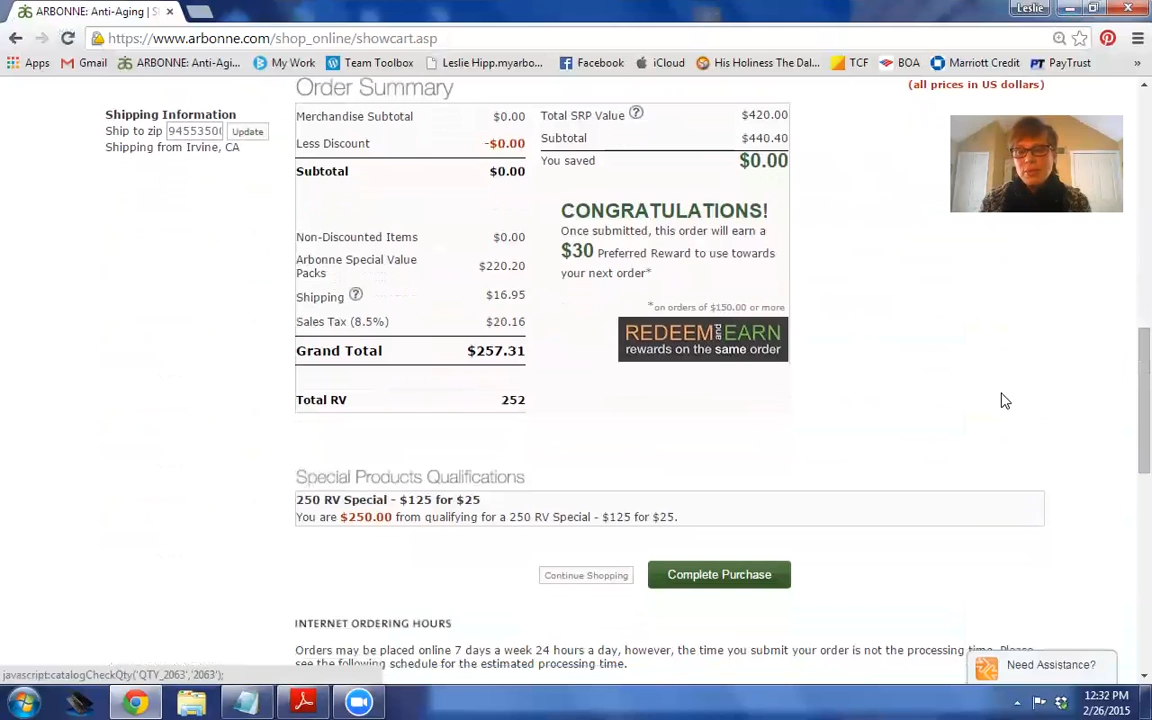 ARBONNE: Anti-Aging | S
Leslie
https://www.arbonne.com/shop_online/showcart.asp
Apps Gmail ARBONNE: Anti-Agi... My Work Team Toolbox Leslie Hipp.myarbo... Facebook iCloud His Holiness The Dal... TCF BOA Marriott Credit PayTrust »
Order Summary
(all prices in US dollars)
Shipping Information
Ship to zip 94553500 Update
Shipping from Irvine, CA
Merchandise Subtotal $0.00
Less Discount -$0.00
Subtotal $0.00
Non-Discounted Items $0.00
Arbonne Special Value
Packs $220.20
Shipping ? $16.95
Sales Tax (8.5%) $20.16
Grand Total $257.31
Total RV 252
Total SRP Value ? $420.00
Subtotal $440.40
You saved $0.00
CONGRATULATIONS!
Once submitted, this order will earn a
$30 Preferred Reward to use towards
your next order*
*on orders of $150.00 or more
REDEEM and EARN
rewards on the same order
Special Products Qualifications
250 RV Special - $125 for $25
You are $250.00 from qualifying for a 250 RV Special - $125 for $25.
Continue Shopping Complete Purchase
INTERNET ORDERING HOURS
Orders may be placed online 7 days a week 24 hours a day, however, the time you submit your order is not the processing time. Please
see the following schedule for the estimated processing time.
Need Assistance?
javascript:catalogCheckQty('QTY_2063','2063');
12:32 PM
2/26/2015